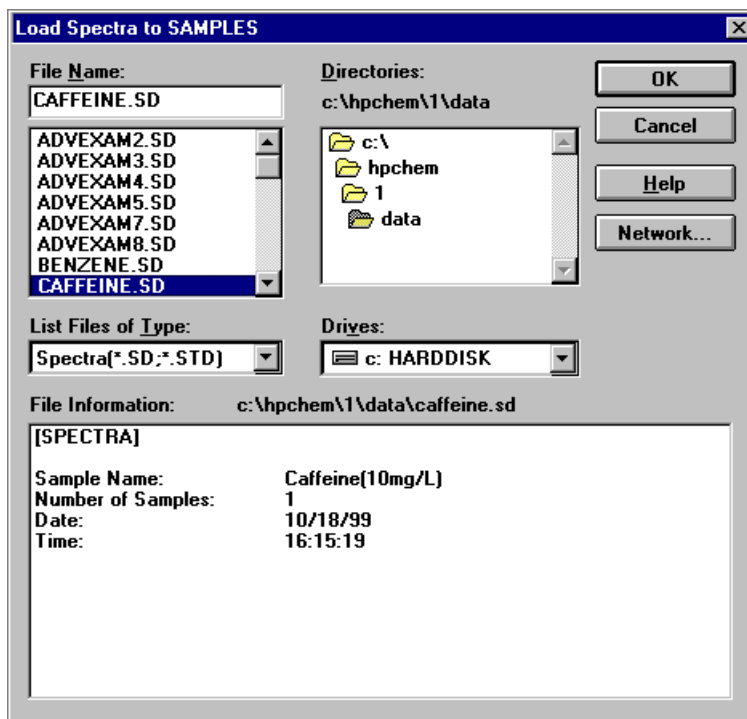 Load Spectra to SAMPLES
File Name:
CAFFEINE.SD
ADVEXAM2.SD
ADVEXAM3.SD
ADVEXAM4.SD
ADVEXAM5.SD
ADVEXAM7.SD
ADVEXAM8.SD
BENZENE.SD
CAFFEINE.SD
Directories:
c:\hpchem\1\data
c:\
hpchem
1
data
OK
Cancel
Help
Network...
List Files of Type:
Spectra(*.SD;*.STD)
Drives:
c: HARDDISK
File Information: c:\hpchem\1\data\caffeine.sd
[SPECTRA]
Sample Name: Caffeine(10mg/L)
Number of Samples: 1
Date: 10/18/99
Time: 16:15:19